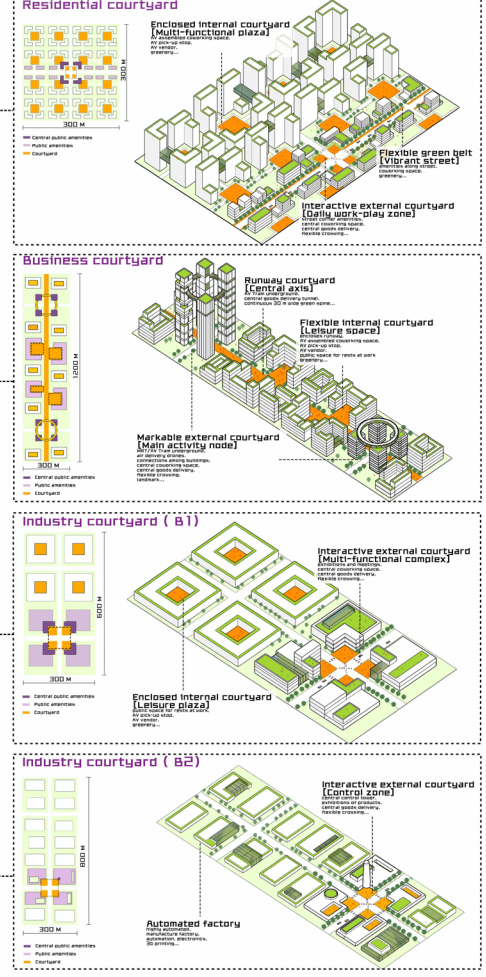 Residential courtyard
Enclosed internal courtyard
[Multi-functional plaza]
AV assembled coworking space,
AV pick-up stop,
AV vendor,
greenery...
300 M
300 M
Central public amenities
Public amenities
Courtyard
Flexible green belt
[Vibrant street]
amenities along street,
coworking space,
greenery...
Interactive external courtyard
[Daily work-play zone]
street corner amenities,
central coworking space,
central goods delivery,
flexible crossing...
Business courtyard
Runway courtyard
[Central axis]
AV Tram underground,
central goods delivery tunnel,
continuous 30 m wide green spine...
Flexible internal courtyard
[Leisure space]
enclosed runway,
AV assembled coworking space,
AV pick-up stop,
AV vendor,
public space for rest at work
greenery...
1200 M
300 M
Central public amenities
Public amenities
Courtyard
Markable external courtyard
[Main activity node]
MRT/AV Tram underground,
air delivery drones,
connections among buildings,
central coworking space,
central goods delivery,
flexible crossing,
landmark...
Industry courtyard ( B1)
Interactive external courtyard
[Multi-functional complex]
exhibitions and meetings,
central coworking space,
central goods delivery,
flexible crossing...
600 M
300 M
Central public amenities
Public amenities
Courtyard
Enclosed internal courtyard
[Leisure plaza]
public space for rest at work,
AV pick-up stop,
AV vendor,
greenery...
Industry courtyard ( B2)
Interactive external courtyard
[Control zone]
central control tower,
exhibitions of products,
central goods delivery,
flexible crossing...
800 M
300 M
Central public amenities
Public amenities
Courtyard
Automated factory
highly automated,
manufacture factory,
automation, electronics,
3D printing...